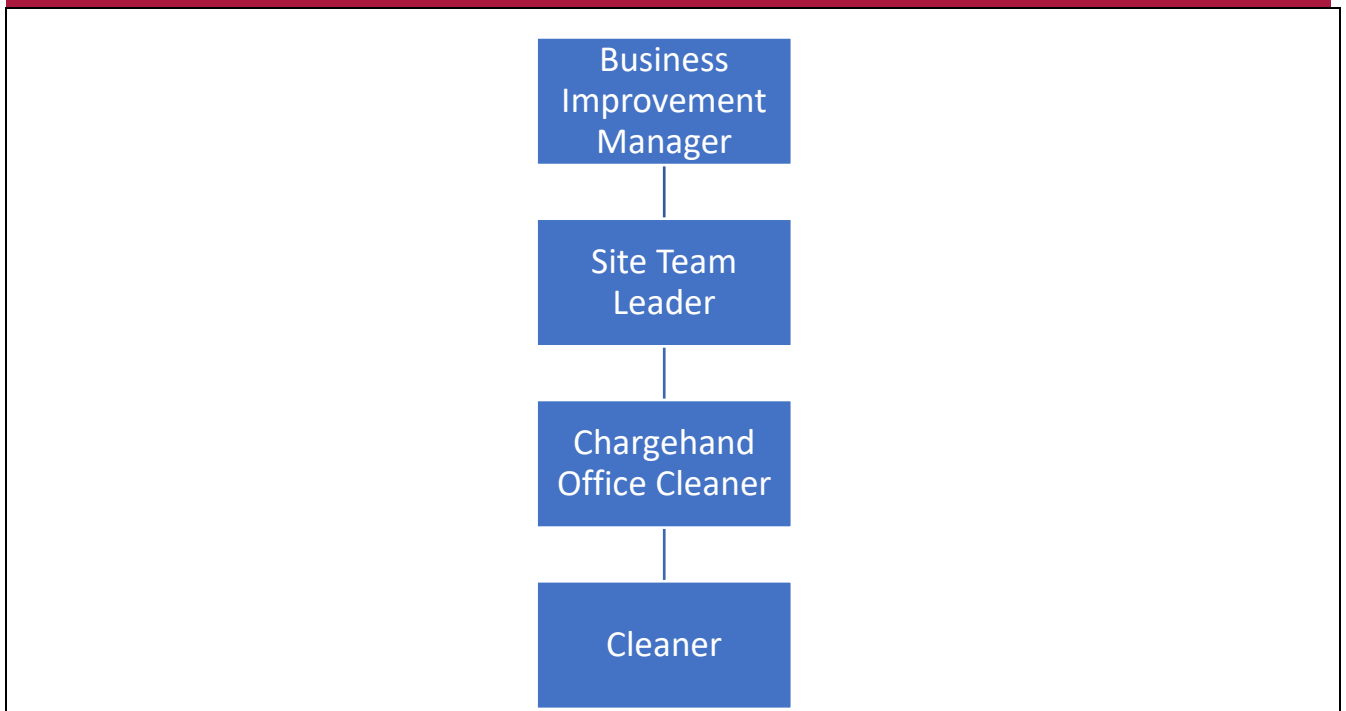 Business
Improvement
Manager
Site Team
Leader
Chargehand
Office Cleaner
Cleaner